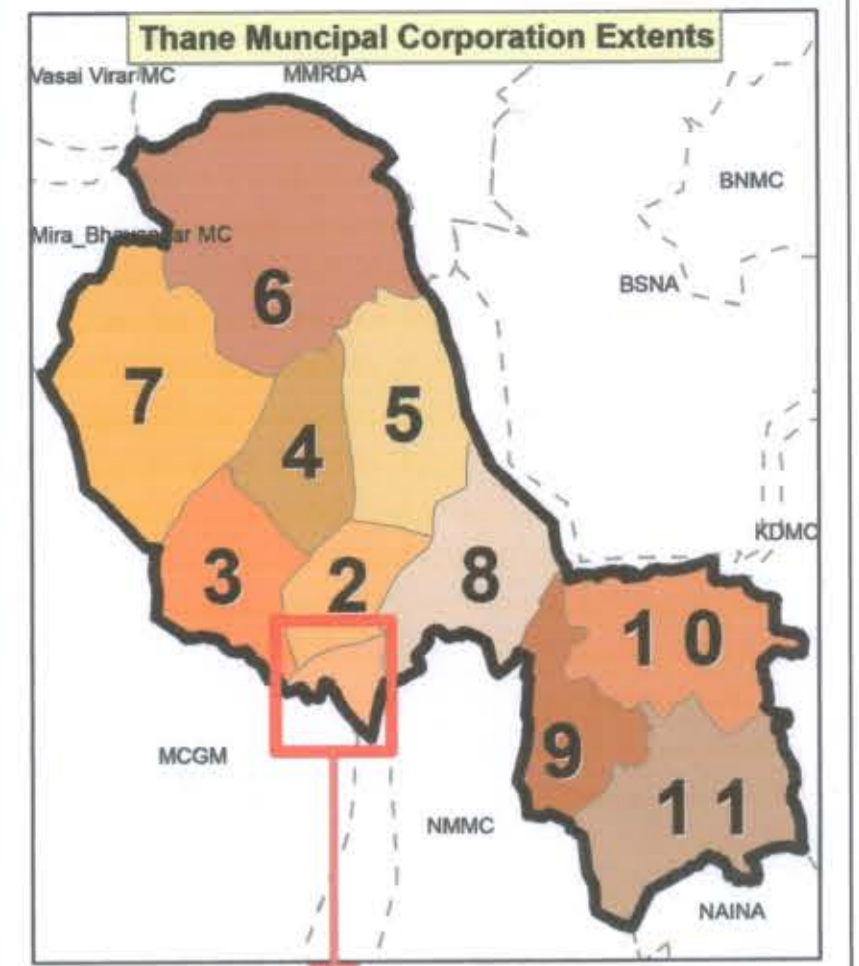 Thane Muncipal Corporation Extents
Vasai Virar MC
MMRDA
BNMC
Mira_Bhayandar MC
BSNA
6
7
5
4
KDMC
3
2
8
1 0
9
MCGM
1 1
NMMC
NAINA